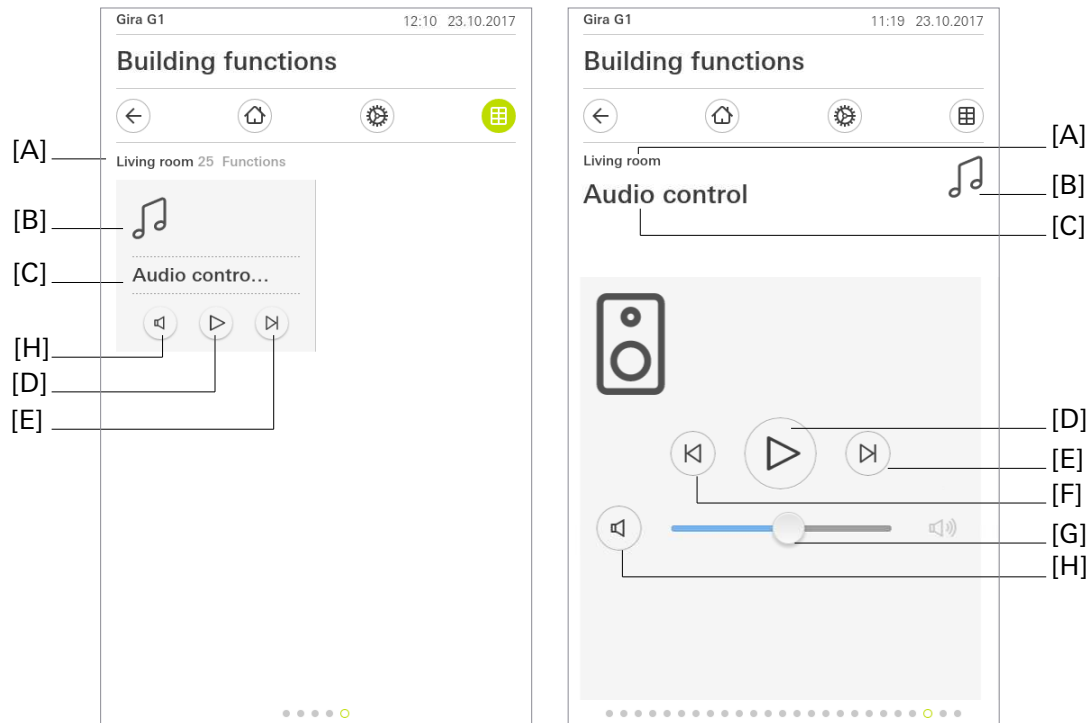 Gira G1 12:10 23.10.2017
Building functions
[A]
Living room 25 Functions
[B]
[C]
Audio contro...
[H]
[D]
[E]
Gira G1 11:19 23.10.2017
Building functions
[A]
Living room
[B]
Audio control
[C]
[D]
[E]
[F]
[G]
[H]